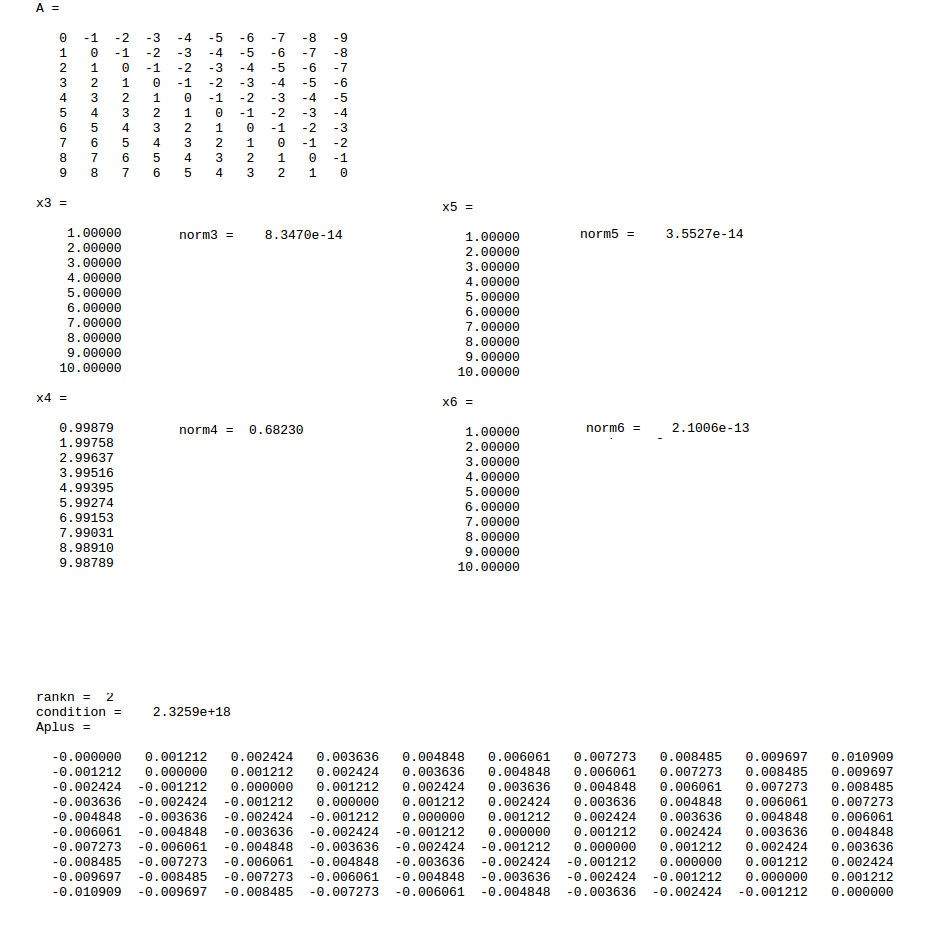 A =
0 -1 -2 -3 -4 -5 -6 -7 -8 -9
1 0 -1 -2 -3 -4 -5 -6 -7 -8
2 1 0 -1 -2 -3 -4 -5 -6 -7
3 2 1 0 -1 -2 -3 -4 -5 -6
4 3 2 1 0 -1 -2 -3 -4 -5
5 4 3 2 1 0 -1 -2 -3 -4
6 5 4 3 2 1 0 -1 -2 -3
7 6 5 4 3 2 1 0 -1 -2
8 7 6 5 4 3 2 1 0 -1
9 8 7 6 5 4 3 2 1 0
x3 =
1.00000
2.00000
3.00000
4.00000
5.00000
6.00000
7.00000
8.00000
9.00000
10.00000
norm3 = 8.3470e-14
x5 =
1.00000
2.00000
3.00000
4.00000
5.00000
6.00000
7.00000
8.00000
9.00000
10.00000
norm5 = 3.5527e-14
x4 =
0.99879
1.99758
2.99637
3.99516
4.99395
5.99274
6.99153
7.99031
8.98910
9.98789
norm4 = 0.68230
x6 =
1.00000
2.00000
3.00000
4.00000
5.00000
6.00000
7.00000
8.00000
9.00000
10.00000
norm6 = 2.1006e-13
rankn = 2
condition = 2.3259e+18
Aplus =
-0.000000 0.001212 0.002424 0.003636 0.004848 0.006061 0.007273 0.008485 0.009697 0.010909
-0.001212 0.000000 0.001212 0.002424 0.003636 0.004848 0.006061 0.007273 0.008485 0.009697
-0.002424 -0.001212 0.000000 0.001212 0.002424 0.003636 0.004848 0.006061 0.007273 0.008485
-0.003636 -0.002424 -0.001212 0.000000 0.001212 0.002424 0.003636 0.004848 0.006061 0.007273
-0.004848 -0.003636 -0.002424 -0.001212 0.000000 0.001212 0.002424 0.003636 0.004848 0.006061
-0.006061 -0.004848 -0.003636 -0.002424 -0.001212 0.000000 0.001212 0.002424 0.003636 0.004848
-0.007273 -0.006061 -0.004848 -0.003636 -0.002424 -0.001212 0.000000 0.001212 0.002424 0.003636
-0.008485 -0.007273 -0.006061 -0.004848 -0.003636 -0.002424 -0.001212 0.000000 0.001212 0.002424
-0.009697 -0.008485 -0.007273 -0.006061 -0.004848 -0.003636 -0.002424 -0.001212 0.000000 0.001212
-0.010909 -0.009697 -0.008485 -0.007273 -0.006061 -0.004848 -0.003636 -0.002424 -0.001212 0.000000